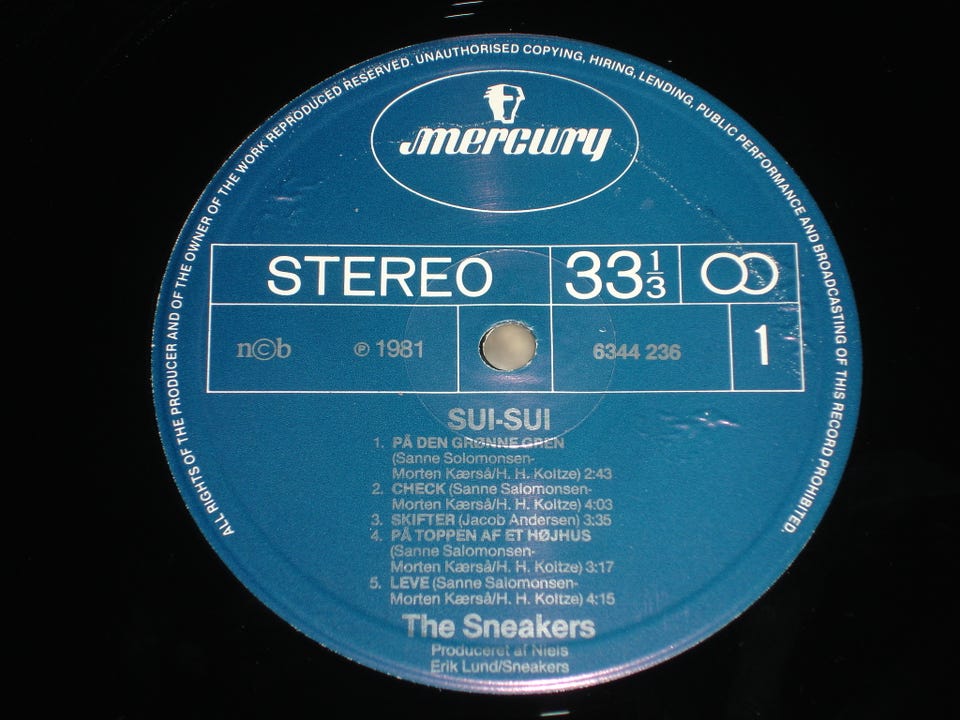 ALL RIGHTS OF THE PRODUCER AND OF THE OWNER OF THE WORK REPRODUCED RESERVED. UNAUTHORISED COPYING, HIRING, LENDING, PUBLIC PERFORMANCE AND BROADCASTING OF THIS RECORD PROHIBITED.
mercury
STEREO 33 1/3
n©b ℗ 1981 6344 236 1
SUI-SUI
1. PÅ DEN GRØNNE GREN
(Sanne Solomonsen-
Morten Kærså/H. H. Koltze) 2:43
2. CHECK (Sanne Salomonsen-
Morten Kærså/H. H. Koltze) 4:03
3. SKIFTER (Jacob Andersen) 3:35
4. PÅ TOPPEN AF ET HØJHUS
(Sanne Salomonsen-
Morten Kærså/H. H. Koltze) 3:17
5. LEVE (Sanne Salomonsen-
Morten Kærså/H. H. Koltze) 4:15
The Sneakers
Produceret af Niels
Erik Lund/Sneakers